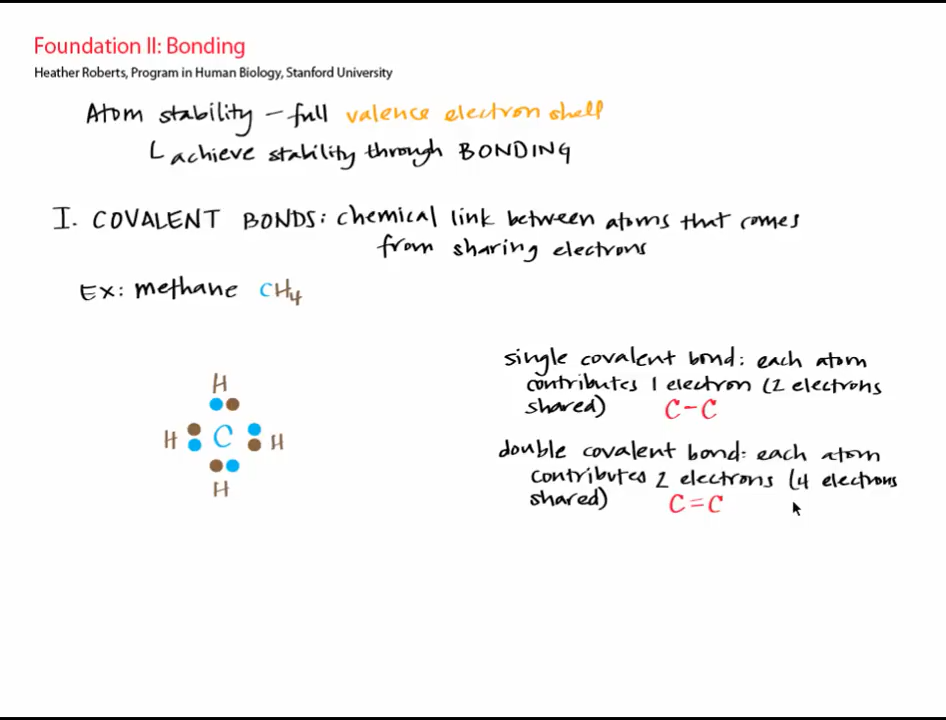 Foundation II: Bonding
Heather Roberts, Program in Human Biology, Stanford University
Atom stability – full valence electron shell
achieve stability through BONDING
I. COVALENT BONDS: chemical link between atoms that comes
from sharing electrons
EX: methane CH4
single covalent bond: each atom
contributes 1 electron (2 electrons
shared) C–C
double covalent bond: each atom
contributes 2 electrons (4 electrons
shared) C=C
H
H C H
H